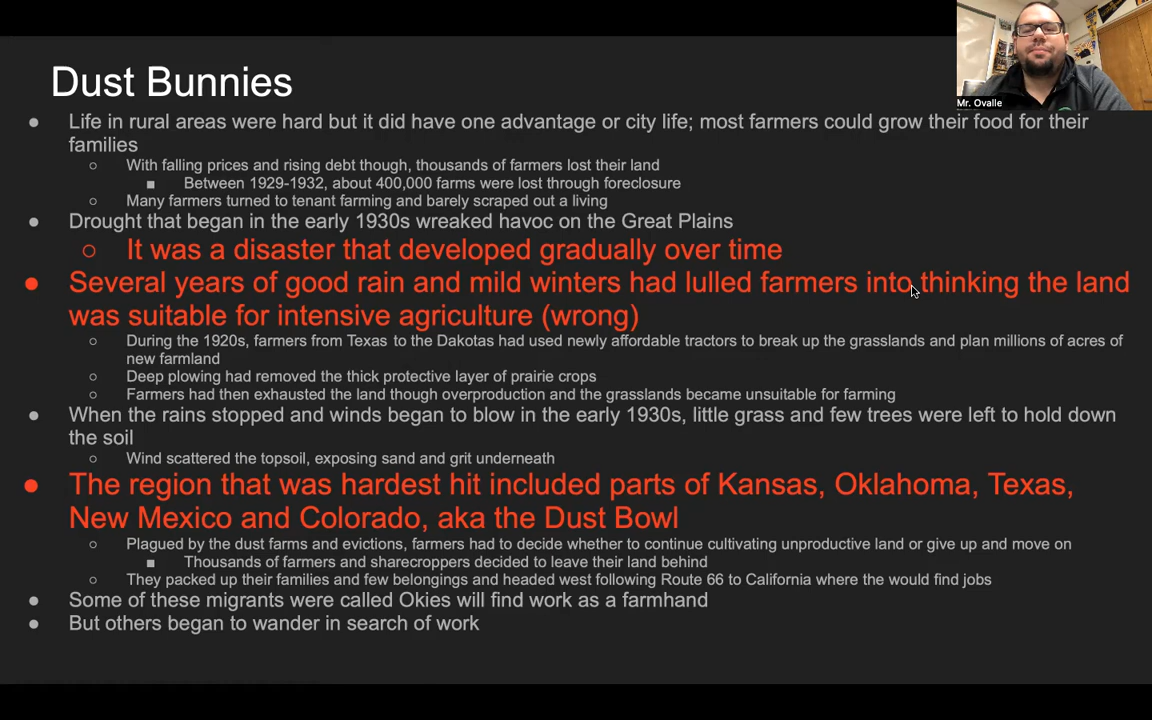 Mr. Ovalle
Dust Bunnies
● Life in rural areas were hard but it did have one advantage or city life; most farmers could grow their food for their
families
○ With falling prices and rising debt though, thousands of farmers lost their land
■ Between 1929-1932, about 400,000 farms were lost through foreclosure
○ Many farmers turned to tenant farming and barely scraped out a living
● Drought that began in the early 1930s wreaked havoc on the Great Plains
○ It was a disaster that developed gradually over time
● Several years of good rain and mild winters had lulled farmers into thinking the land
was suitable for intensive agriculture (wrong)
○ During the 1920s, farmers from Texas to the Dakotas had used newly affordable tractors to break up the grasslands and plan millions of acres of
new farmland
○ Deep plowing had removed the thick protective layer of prairie crops
○ Farmers had then exhausted the land though overproduction and the grasslands became unsuitable for farming
● When the rains stopped and winds began to blow in the early 1930s, little grass and few trees were left to hold down
the soil
○ Wind scattered the topsoil, exposing sand and grit underneath
● The region that was hardest hit included parts of Kansas, Oklahoma, Texas,
New Mexico and Colorado, aka the Dust Bowl
○ Plagued by the dust farms and evictions, farmers had to decide whether to continue cultivating unproductive land or give up and move on
■ Thousands of farmers and sharecroppers decided to leave their land behind
○ They packed up their families and few belongings and headed west following Route 66 to California where the would find jobs
● Some of these migrants were called Okies will find work as a farmhand
● But others began to wander in search of work